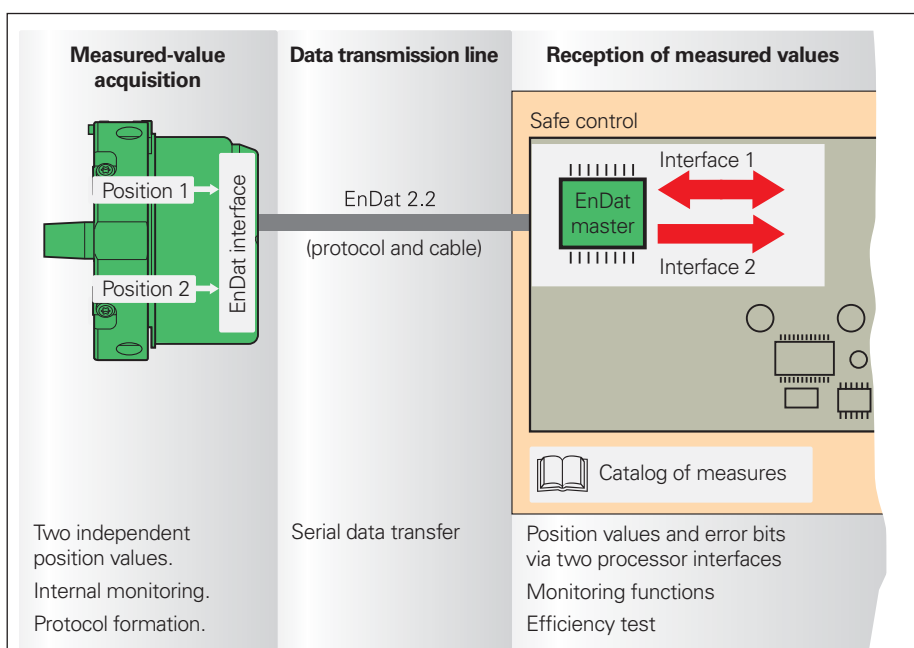 Measured-value
acquisition
Data transmission line
Reception of measured values
Safe control
Position 1
Position 2
EnDat interface
EnDat 2.2
(protocol and cable)
EnDat
master
Interface 1
Interface 2
Catalog of measures
Two independent
position values.
Internal monitoring.
Protocol formation.
Serial data transfer
Position values and error bits
via two processor interfaces
Monitoring functions
Efficiency test